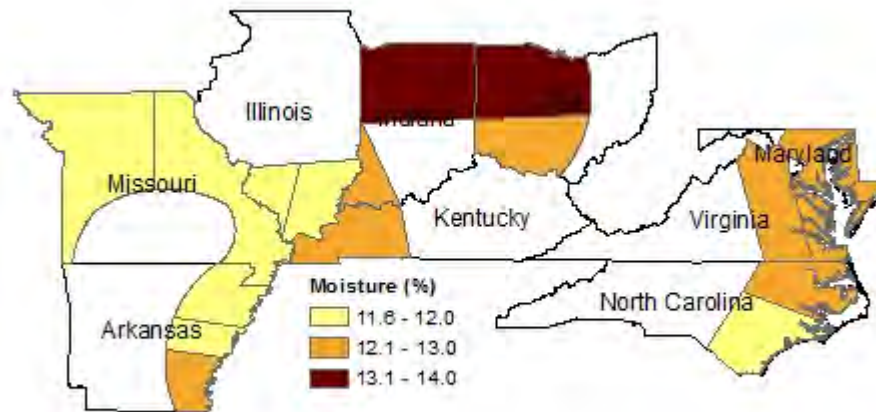 Illinois
Indiana
Maryland
Missouri
Kentucky
Virginia
Moisture (%)
11.6 - 12.0
North Carolina
12.1 - 13.0
Arkansas
13.1 - 14.0